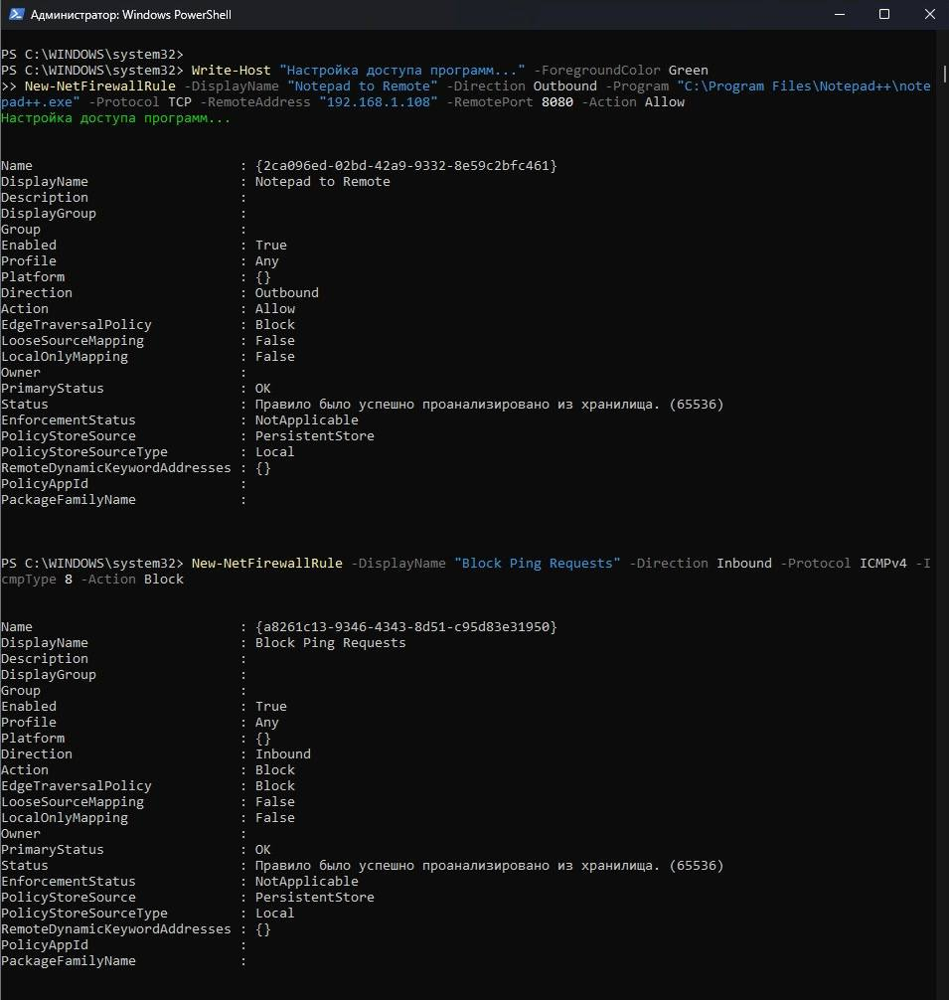 Администратор: Windows PowerShell
PS C:\WINDOWS\system32>
PS C:\WINDOWS\system32> Write-Host "Настройка доступа программ..." -ForegroundColor Green
>> New-NetFirewallRule -DisplayName "Notepad to Remote" -Direction Outbound -Program "C:\Program Files\Notepad++\note
pad++.exe" -Protocol TCP -RemoteAddress "192.168.1.108" -RemotePort 8080 -Action Allow
Настройка доступа программ...
Name                          : {2ca096ed-02bd-42a9-9332-8e59c2bfc461}
DisplayName                   : Notepad to Remote
Description                   :
DisplayGroup                  :
Group                         :
Enabled                       : True
Profile                       : Any
Platform                      : {}
Direction                     : Outbound
Action                        : Allow
EdgeTraversalPolicy           : Block
LooseSourceMapping            : False
LocalOnlyMapping              : False
Owner                         :
PrimaryStatus                 : OK
Status                        : Правило было успешно проанализировано из хранилища. (65536)
EnforcementStatus             : NotApplicable
PolicyStoreSource             : PersistentStore
PolicyStoreSourceType         : Local
RemoteDynamicKeywordAddresses : {}
PolicyAppId                   :
PackageFamilyName             :
PS C:\WINDOWS\system32> New-NetFirewallRule -DisplayName "Block Ping Requests" -Direction Inbound -Protocol ICMPv4 -I
cmpType 8 -Action Block
Name                          : {a8261c13-9346-4343-8d51-c95d83e31950}
DisplayName                   : Block Ping Requests
Description                   :
DisplayGroup                  :
Group                         :
Enabled                       : True
Profile                       : Any
Platform                      : {}
Direction                     : Inbound
Action                        : Block
EdgeTraversalPolicy           : Block
LooseSourceMapping            : False
LocalOnlyMapping              : False
Owner                         :
PrimaryStatus                 : OK
Status                        : Правило было успешно проанализировано из хранилища. (65536)
EnforcementStatus             : NotApplicable
PolicyStoreSource             : PersistentStore
PolicyStoreSourceType         : Local
RemoteDynamicKeywordAddresses : {}
PolicyAppId                   :
PackageFamilyName             :